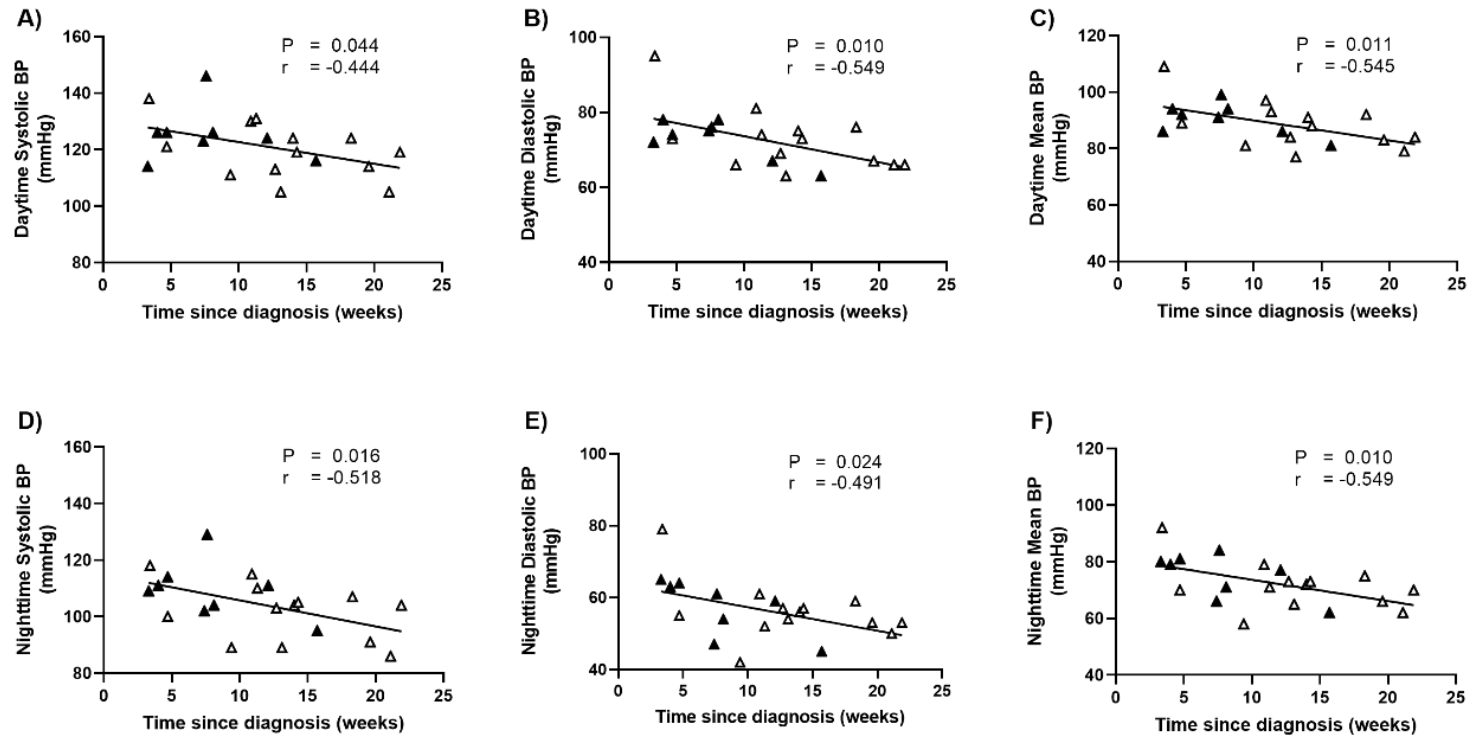 A)
P = 0.044
r = -0.444
Daytime Systolic BP
(mmHg)
160
140
120
100
80
0 5 10 15 20 25
Time since diagnosis (weeks)
B)
P = 0.010
r = -0.549
Daytime Diastolic BP
(mmHg)
100
80
60
40
0 5 10 15 20 25
Time since diagnosis (weeks)
C)
P = 0.011
r = -0.545
Daytime Mean BP
(mmHg)
120
100
80
60
40
0 5 10 15 20 25
Time since diagnosis (weeks)
D)
P = 0.016
r = -0.518
Nighttime Systolic BP
(mmHg)
160
140
120
100
80
0 5 10 15 20 25
Time since diagnosis (weeks)
E)
P = 0.024
r = -0.491
Nighttime Diastolic BP
(mmHg)
100
80
60
40
0 5 10 15 20 25
Time since diagnosis (weeks)
F)
P = 0.010
r = -0.549
Nighttime Mean BP
(mmHg)
120
100
80
60
40
0 5 10 15 20 25
Time since diagnosis (weeks)